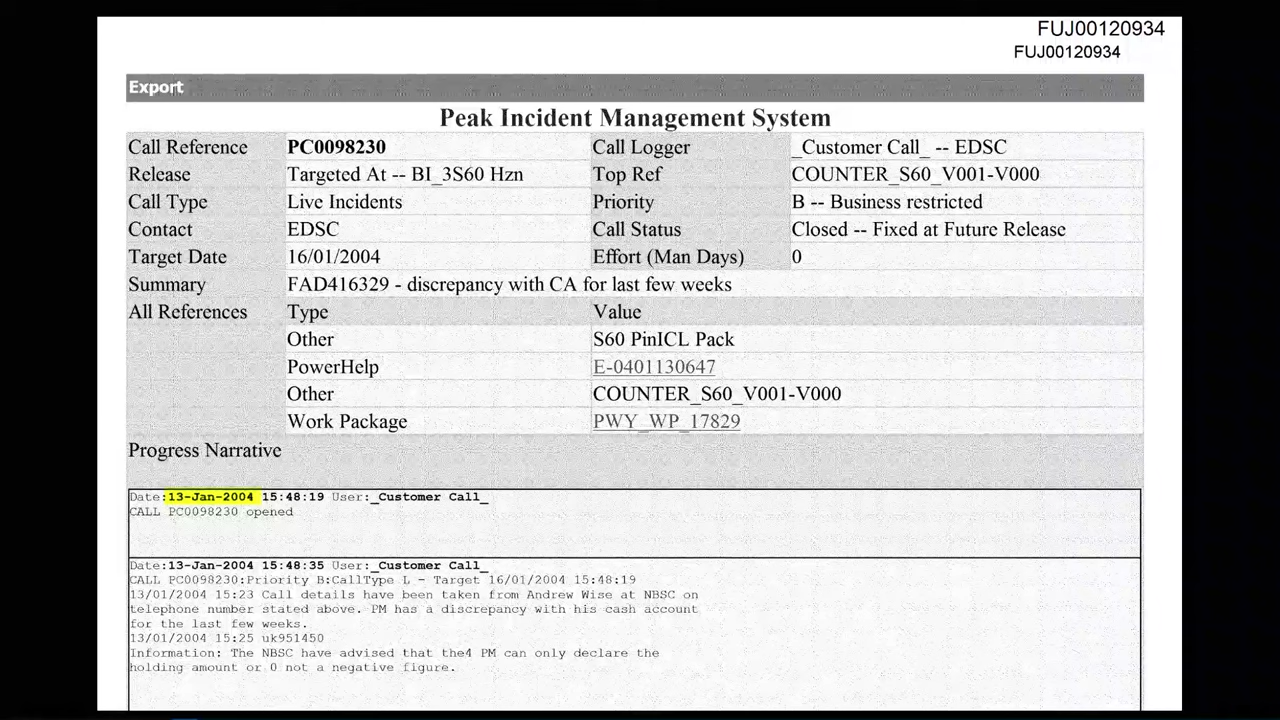 FUJ00120934
FUJ00120934
Export
Peak Incident Management System
Call Reference PC0098230 Call Logger _Customer Call_ -- EDSC
Release Targeted At -- BI_3S60 Hzn Top Ref COUNTER_S60_V001-V000
Call Type Live Incidents Priority B -- Business restricted
Contact EDSC Call Status Closed -- Fixed at Future Release
Target Date 16/01/2004 Effort (Man Days) 0
Summary FAD416329 - discrepancy with CA for last few weeks
All References Type Value
Other S60 PinICL Pack
PowerHelp E-0401130647
Other COUNTER_S60_V001-V000
Work Package PWY_WP_17829
Progress Narrative
Date:13-Jan-2004 15:48:19 User:_Customer Call_
CALL PC0098230 opened
Date:13-Jan-2004 15:48:35 User:_Customer Call_
CALL PC0098230:Priority B:CallType L - Target 16/01/2004 15:48:19
13/01/2004 15:23 Call details have been taken from Andrew Wise at NBSC on
telephone number stated above. PM has a discrepancy with his cash account
for the last few weeks.
13/01/2004 15:25 uk951450
Information: The NBSC have advised that the4 PM can only declare the
holding amount or 0 not a negative figure.